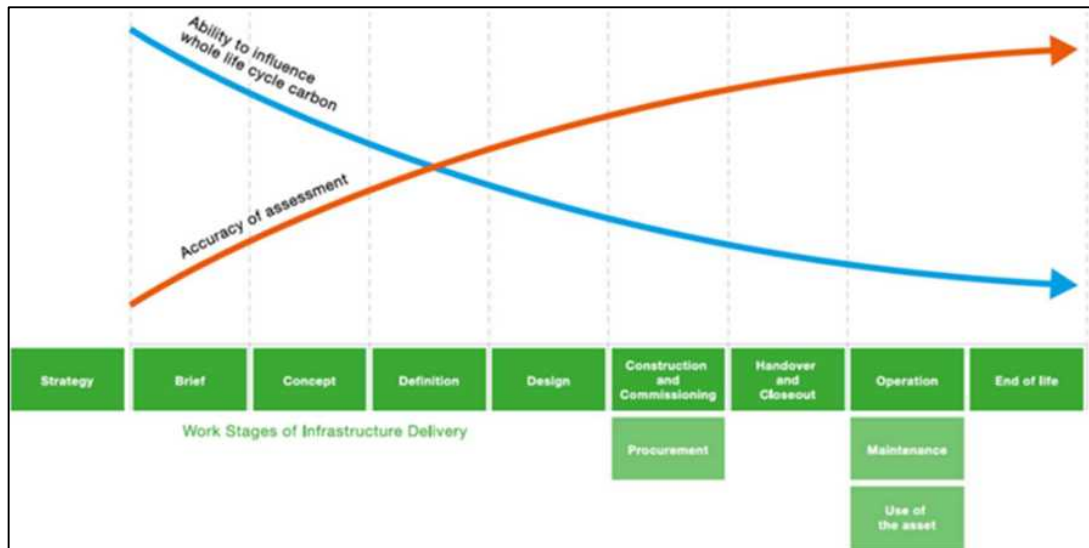 Ability to influence
whole life cycle carbon
Accuracy of assessment
Strategy
Brief
Concept
Definition
Design
Construction
and
Commissioning
Handover
and
Closeout
Operation
End of life
Work Stages of Infrastructure Delivery
Procurement
Maintenance
Use of
the asset